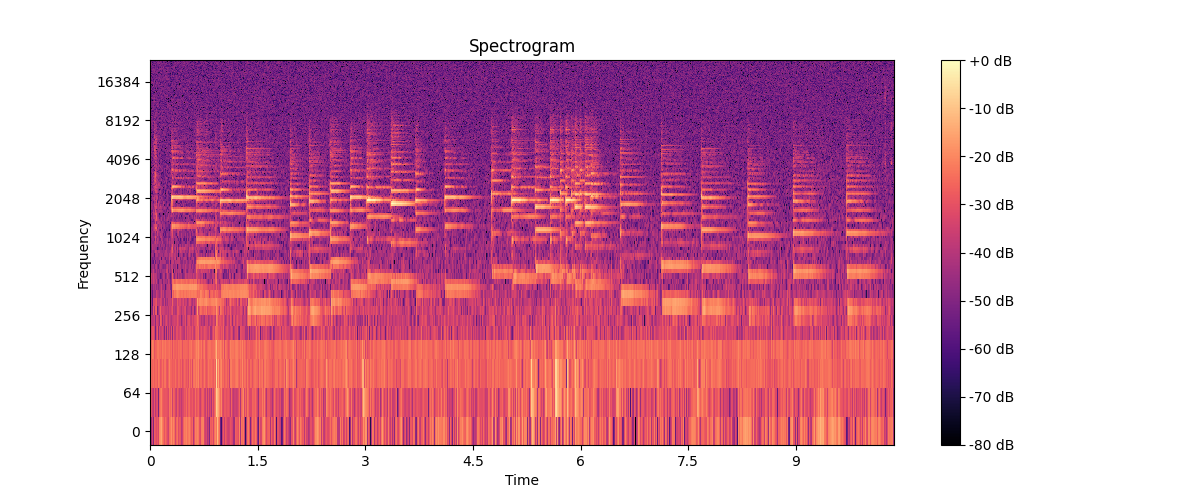 Spectrogram
16384
8192
4096
2048
1024
512
256
128
64
0
Frequency
0
1.5
3
4.5
6
7.5
9
Time
+0 dB
-10 dB
-20 dB
-30 dB
-40 dB
-50 dB
-60 dB
-70 dB
-80 dB